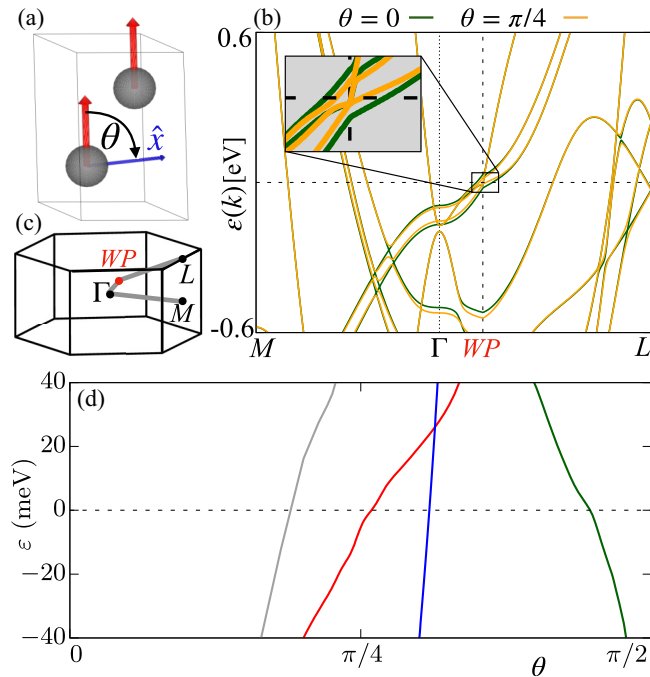 (a)
θ
x̂
(b)
θ = 0
θ = π/4
0.6
ε(k)[eV]
-0.6
M
Γ
WP
L
(c)
WP
Γ
L
M
(d)
40
20
0
−20
−40
ε (meV)
0
π/4
θ
π/2